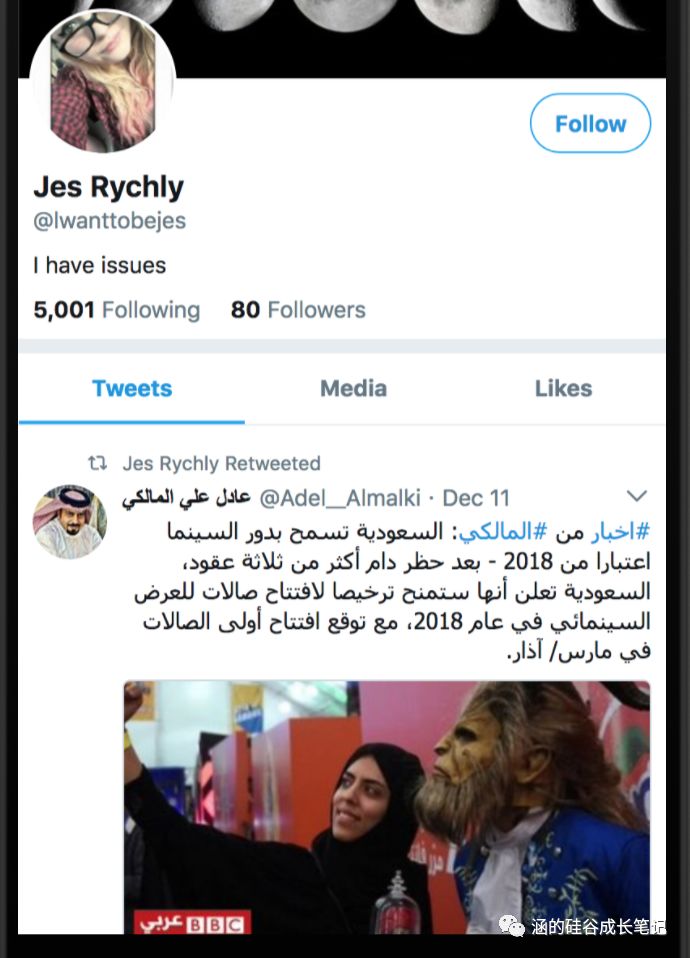 Follow
Jes Rychly
@lwanttobejes
I have issues
5,001 Following 80 Followers
Tweets Media Likes
Jes Rychly Retweeted
عادل علي المالكي @Adel__Almalki · Dec 11
#اخبار من #المالكي: السعودية تسمح بدور السينما
اعتبارا من 2018 - بعد حظر دام أكثر من ثلاثة عقود،
السعودية تعلن أنها ستمنح ترخيصا لافتتاح صالات للعرض
السينمائي في عام 2018، مع توقع افتتاح أولى الصالات
في مارس/ آذار.
عربي BBC
涵的硅谷成长笔记